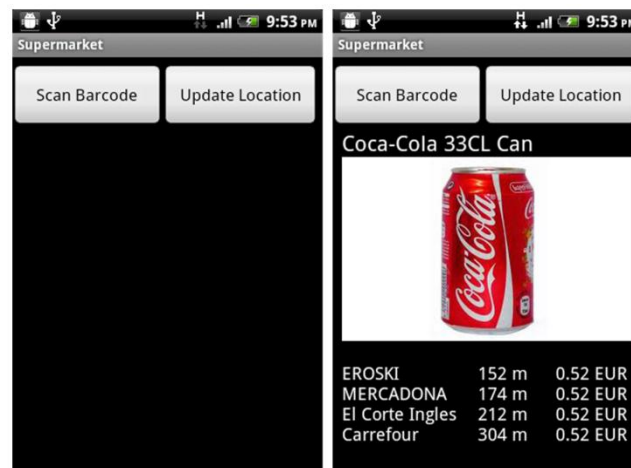 H 9:53 PM
Supermarket
Scan Barcode Update Location
H 9:53 PM
Supermarket
Scan Barcode Update Location
Coca-Cola 33CL Can
Coca-Cola
EROSKI 152 m 0.52 EUR
MERCADONA 174 m 0.52 EUR
El Corte Ingles 212 m 0.52 EUR
Carrefour 304 m 0.52 EUR